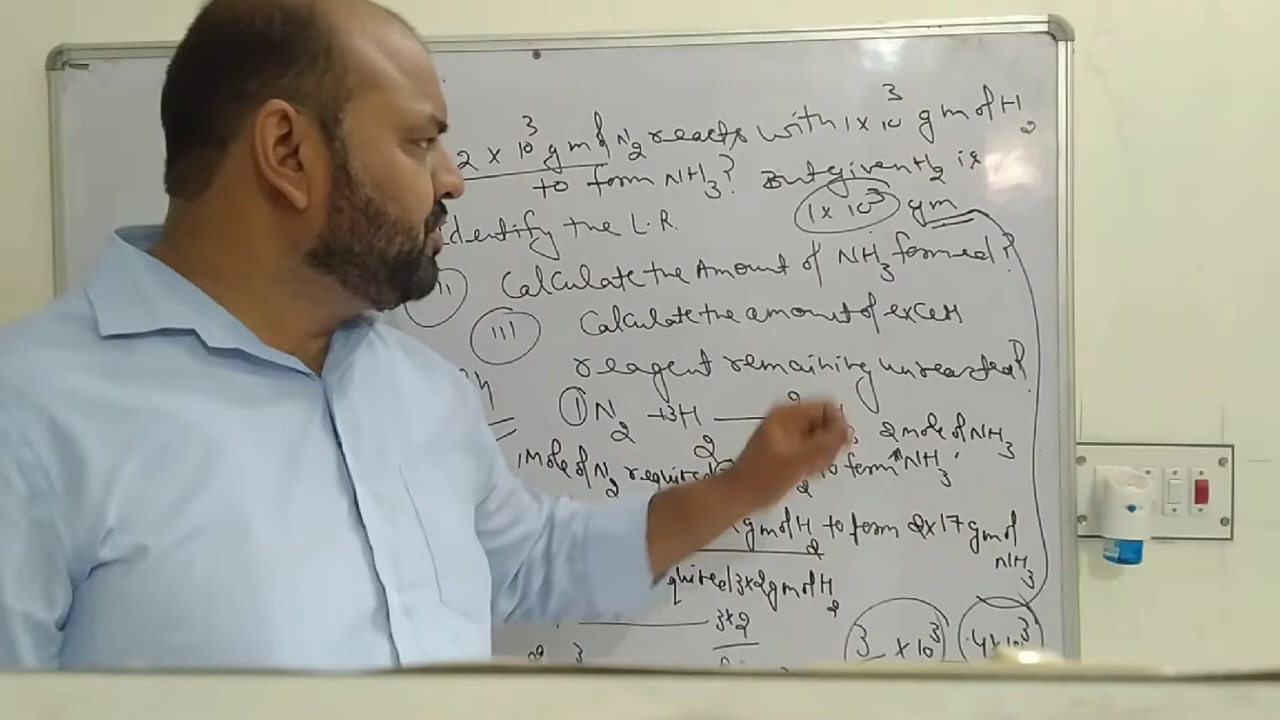 2 × 10³ gm of N₂ reacts with 1 × 10³ gm of H₂
to form NH₃? But given H₂ is
1 × 10³ gm
Identify the L.R.
II Calculate the Amount of NH₃ formed?
III Calculate the amount of excess
reagent remaining unreacted?
① N₂ + 3H₂ 2
2 mole of NH₃
1 Mole of N₂ required to form NH₃.
gm of H₂ to form 2×17 gm of
NH₃
quired 3×2 gm of H₂
3×2
28
3 × 10³ .4×10³